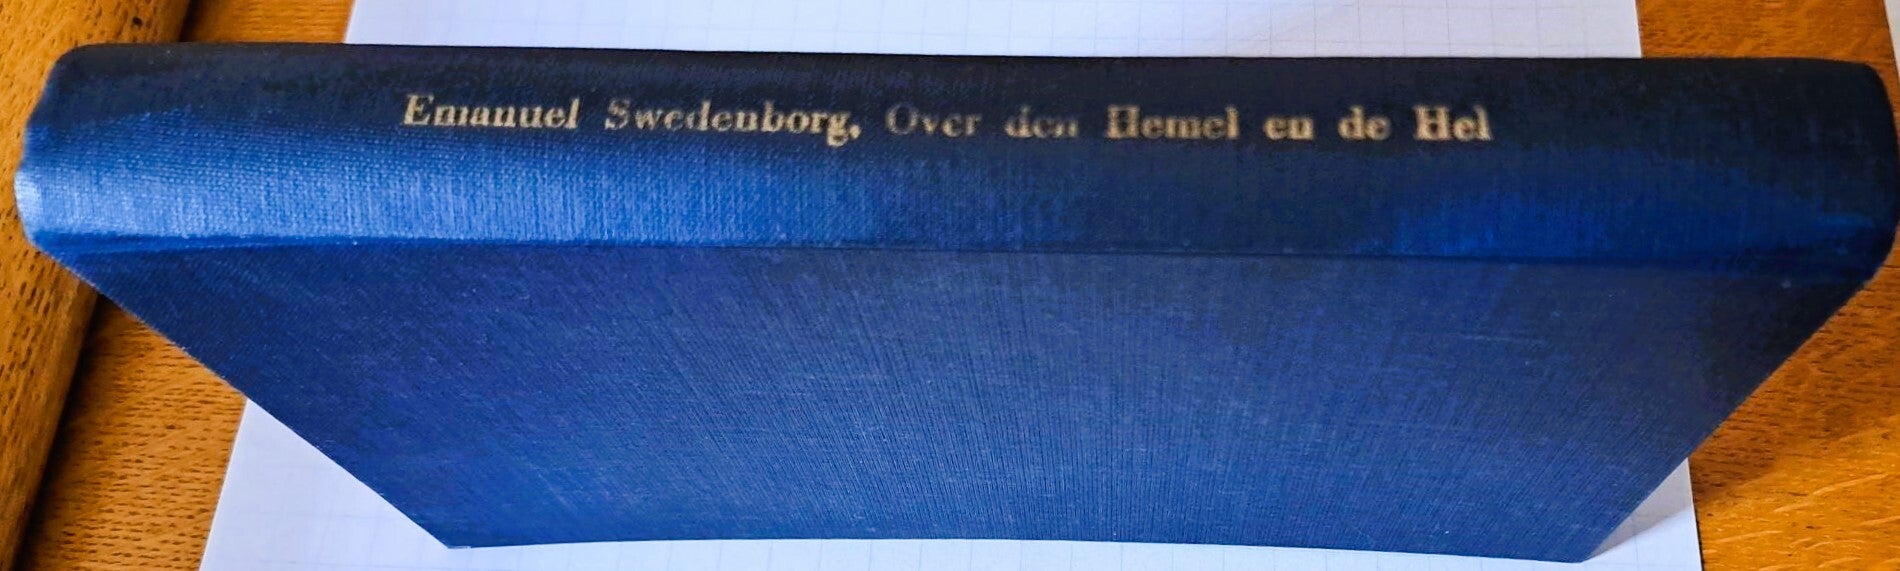 Emanuel Swedenborg, Over den Hemel en de Hel